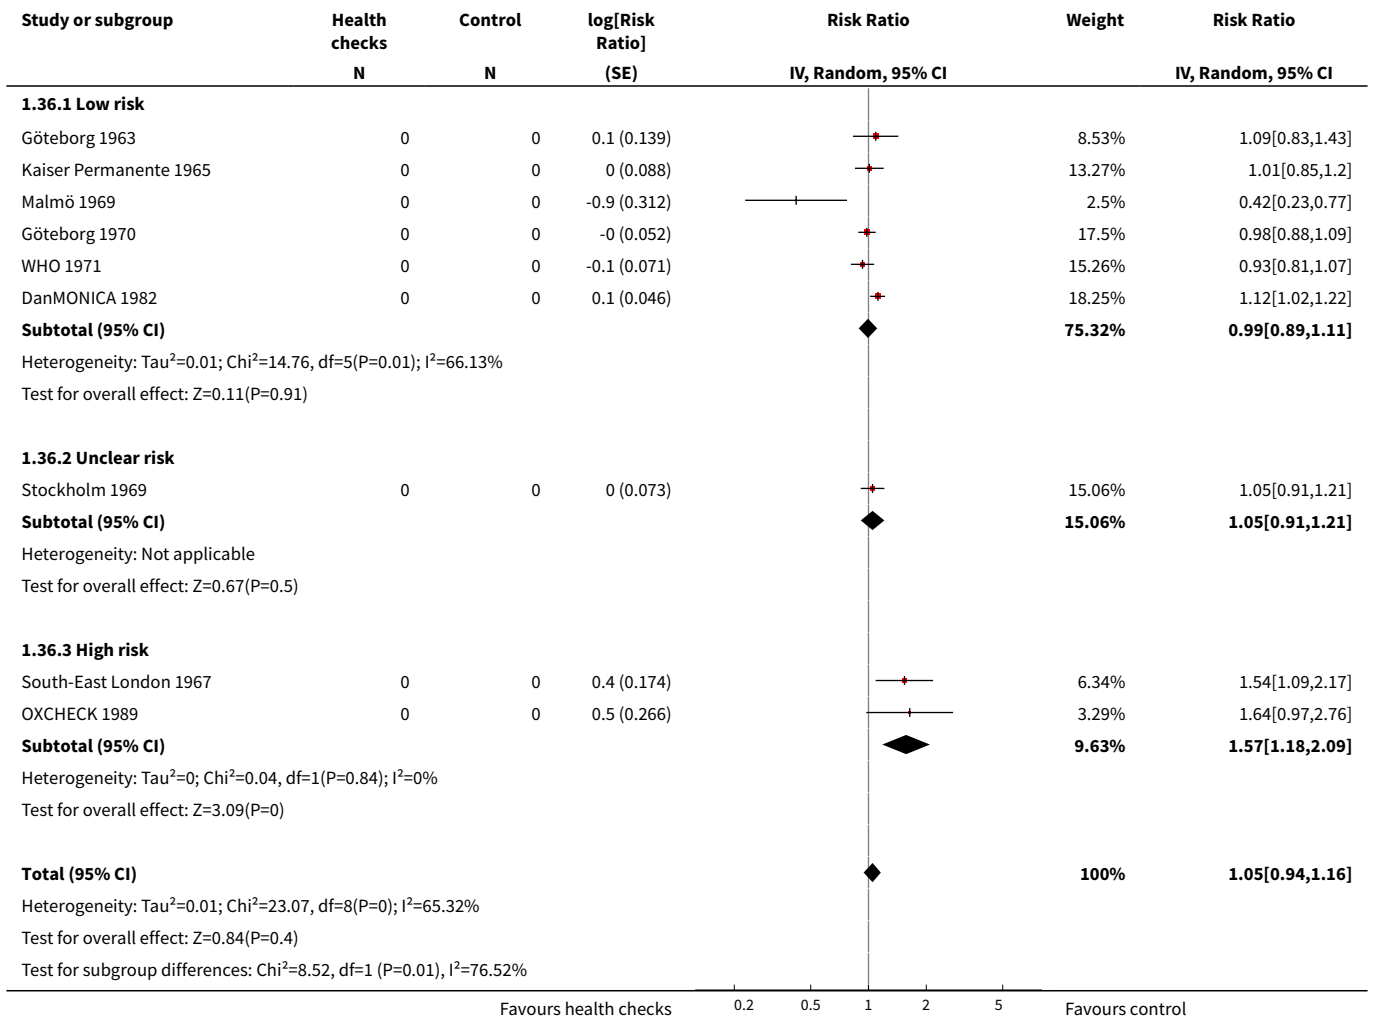 Study or subgroup Health checks Control log[Risk Ratio] Risk Ratio Weight Risk Ratio
N N (SE) IV, Random, 95% CI IV, Random, 95% CI
1.36.1 Low risk
Göteborg 1963 0 0 0.1 (0.139) 8.53% 1.09[0.83,1.43]
Kaiser Permanente 1965 0 0 0 (0.088) 13.27% 1.01[0.85,1.2]
Malmö 1969 0 0 -0.9 (0.312) 2.5% 0.42[0.23,0.77]
Göteborg 1970 0 0 -0 (0.052) 17.5% 0.98[0.88,1.09]
WHO 1971 0 0 -0.1 (0.071) 15.26% 0.93[0.81,1.07]
DanMONICA 1982 0 0 0.1 (0.046) 18.25% 1.12[1.02,1.22]
Subtotal (95% CI) 75.32% 0.99[0.89,1.11]
Heterogeneity: Tau²=0.01; Chi²=14.76, df=5(P=0.01); I²=66.13%
Test for overall effect: Z=0.11(P=0.91)
1.36.2 Unclear risk
Stockholm 1969 0 0 0 (0.073) 15.06% 1.05[0.91,1.21]
Subtotal (95% CI) 15.06% 1.05[0.91,1.21]
Heterogeneity: Not applicable
Test for overall effect: Z=0.67(P=0.5)
1.36.3 High risk
South-East London 1967 0 0 0.4 (0.174) 6.34% 1.54[1.09,2.17]
OXCHECK 1989 0 0 0.5 (0.266) 3.29% 1.64[0.97,2.76]
Subtotal (95% CI) 9.63% 1.57[1.18,2.09]
Heterogeneity: Tau²=0; Chi²=0.04, df=1(P=0.84); I²=0%
Test for overall effect: Z=3.09(P=0)
Total (95% CI) 100% 1.05[0.94,1.16]
Heterogeneity: Tau²=0.01; Chi²=23.07, df=8(P=0); I²=65.32%
Test for overall effect: Z=0.84(P=0.4)
Test for subgroup differences: Chi²=8.52, df=1 (P=0.01), I²=76.52%
Favours health checks 0.2 0.5 1 2 5 Favours control